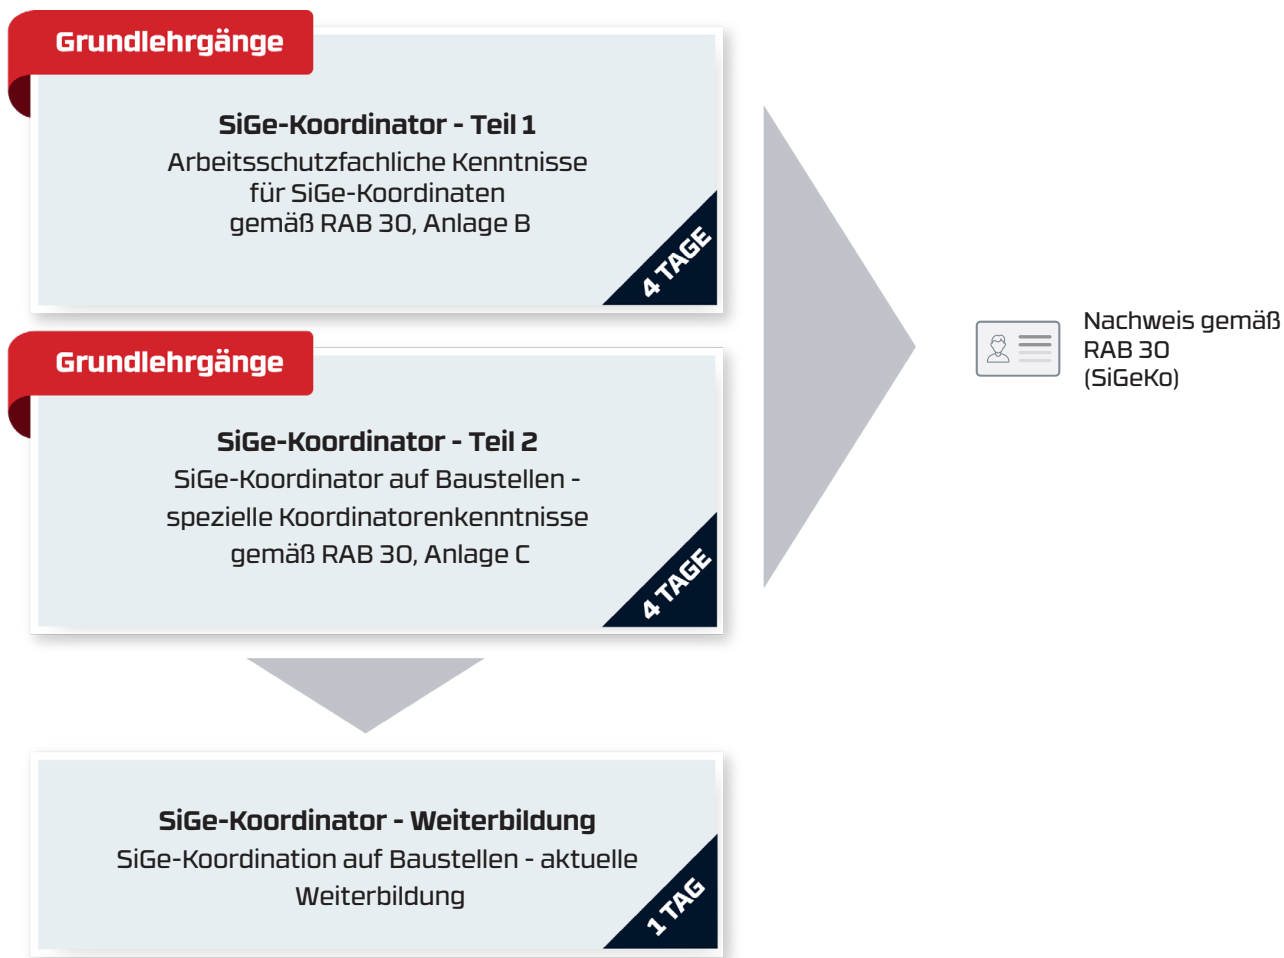 Grundlehrgänge
SiGe-Koordinator - Teil 1
Arbeitsschutzfachliche Kenntnisse
für SiGe-Koordinaten
gemäß RAB 30, Anlage B
4 TAGE
Grundlehrgänge
SiGe-Koordinator - Teil 2
SiGe-Koordinator auf Baustellen -
spezielle Koordinatorenkenntnisse
gemäß RAB 30, Anlage C
4 TAGE
Nachweis gemäß
RAB 30
(SiGeKo)
SiGe-Koordinator - Weiterbildung
SiGe-Koordination auf Baustellen - aktuelle
Weiterbildung
1 TAG